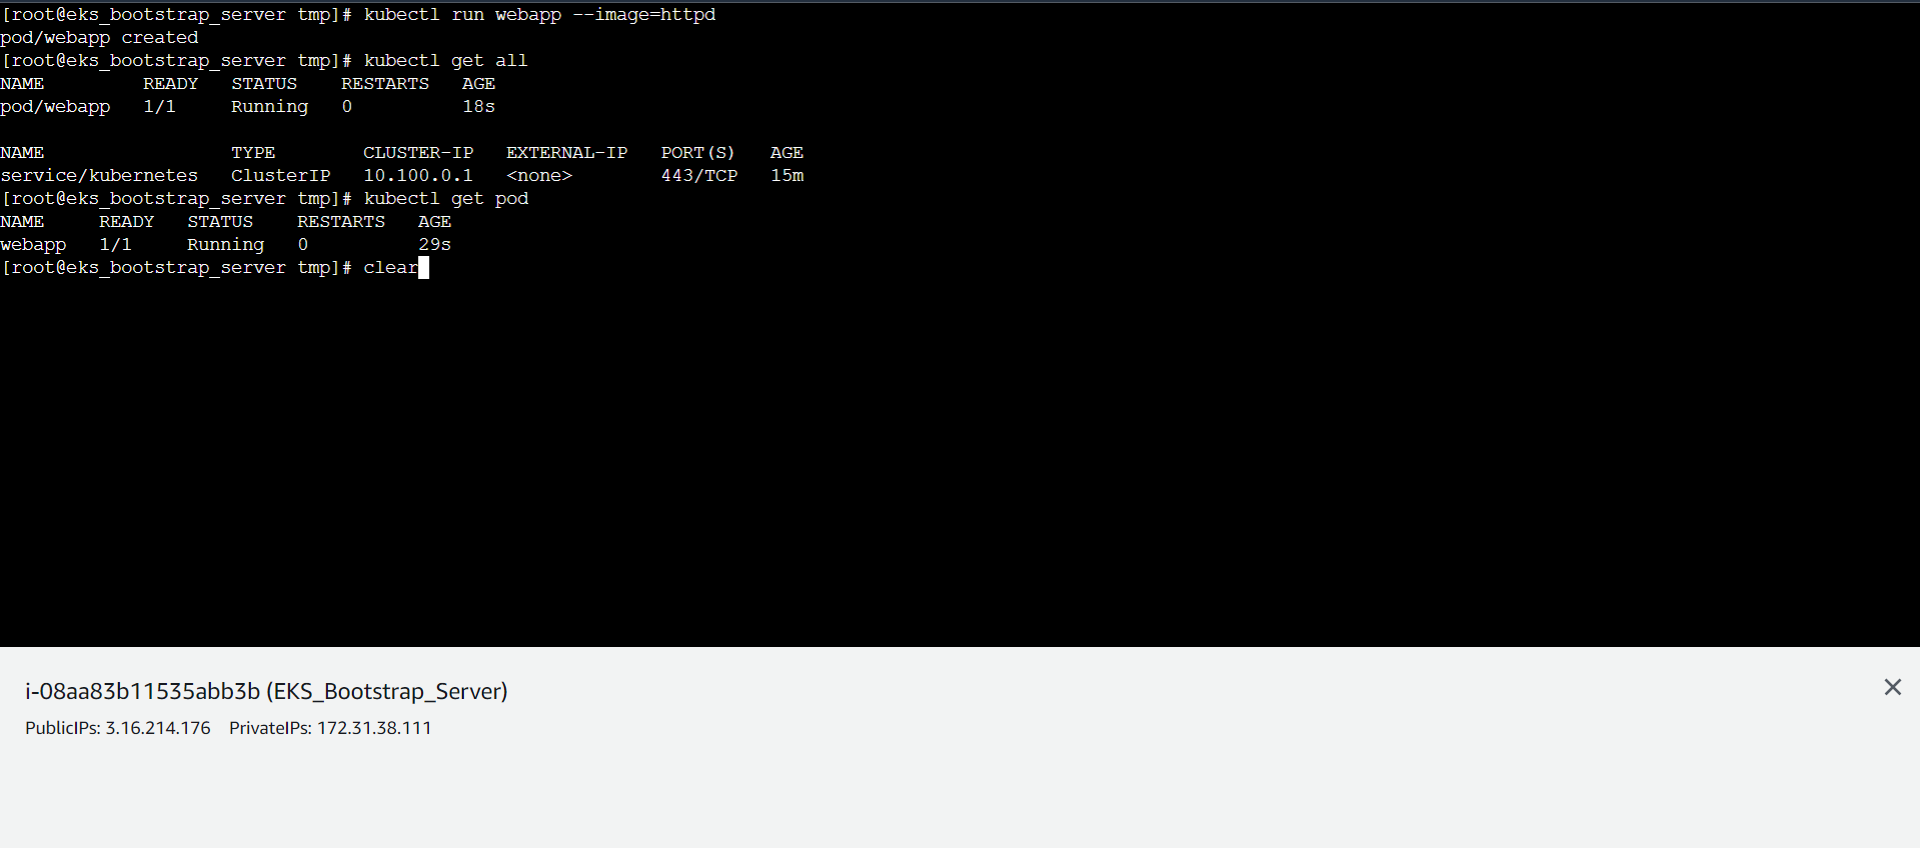 [root@eks_bootstrap_server tmp]# kubectl run webapp --image=httpd
pod/webapp created
[root@eks_bootstrap_server tmp]# kubectl get all
NAME         READY   STATUS    RESTARTS   AGE
pod/webapp   1/1     Running   0          18s

NAME                 TYPE        CLUSTER-IP   EXTERNAL-IP   PORT(S)   AGE
service/kubernetes   ClusterIP   10.100.0.1   <none>        443/TCP   15m
[root@eks_bootstrap_server tmp]# kubectl get pod
NAME     READY   STATUS    RESTARTS   AGE
webapp   1/1     Running   0          29s
[root@eks_bootstrap_server tmp]# clear
i-08aa83b11535abb3b (EKS_Bootstrap_Server)
PublicIPs: 3.16.214.176    PrivateIPs: 172.31.38.111